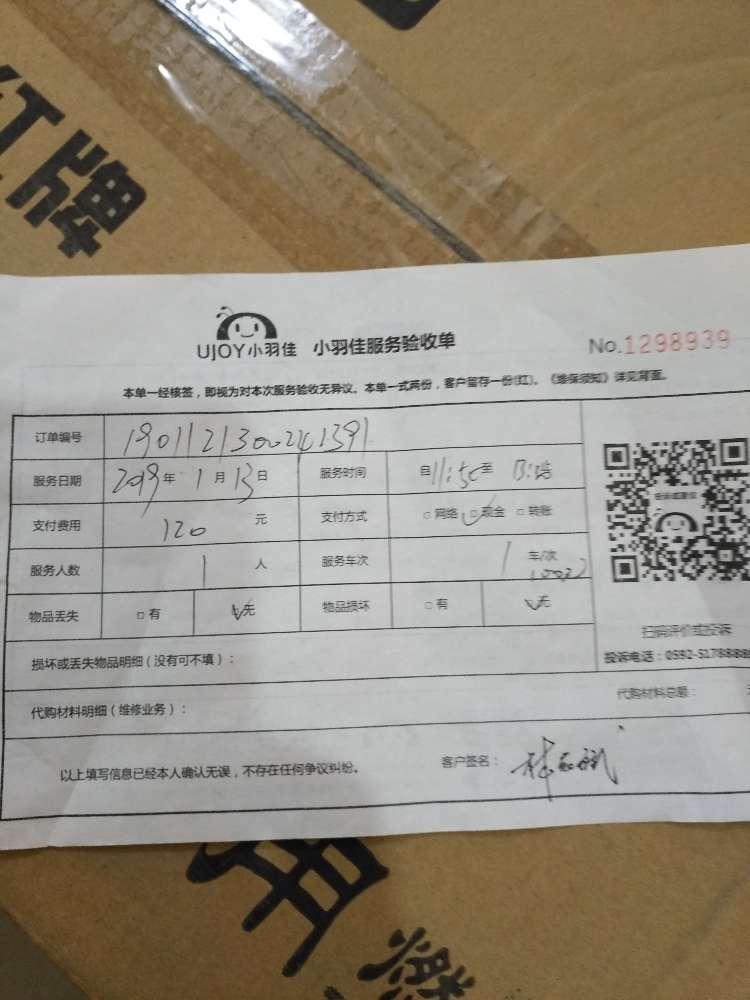 红牌
UJOY小羽佳 小羽佳服务验收单
No.1298939
本单一经核签，即视为对本次服务验收无异议。本单一式两份，客户留存一份(红)。《维保须知》详见背面。
订单编号
服务日期 2019年 1月 13日 服务时间 自 11:50 至
支付费用 120 元 支付方式 □网络 □现金 □转账
服务人数 1 人 服务车次 1 车/次
物品丢失 □有 □无 物品损坏 □有 □无
扫码评价或投诉
损坏或丢失物品明细（没有可不填）：
投诉电话：0592-5178888
代购材料明细（维修业务）： 代购材料总额：
以上填写信息已经本人确认无误，不存在任何争议纠纷。 客户签名：